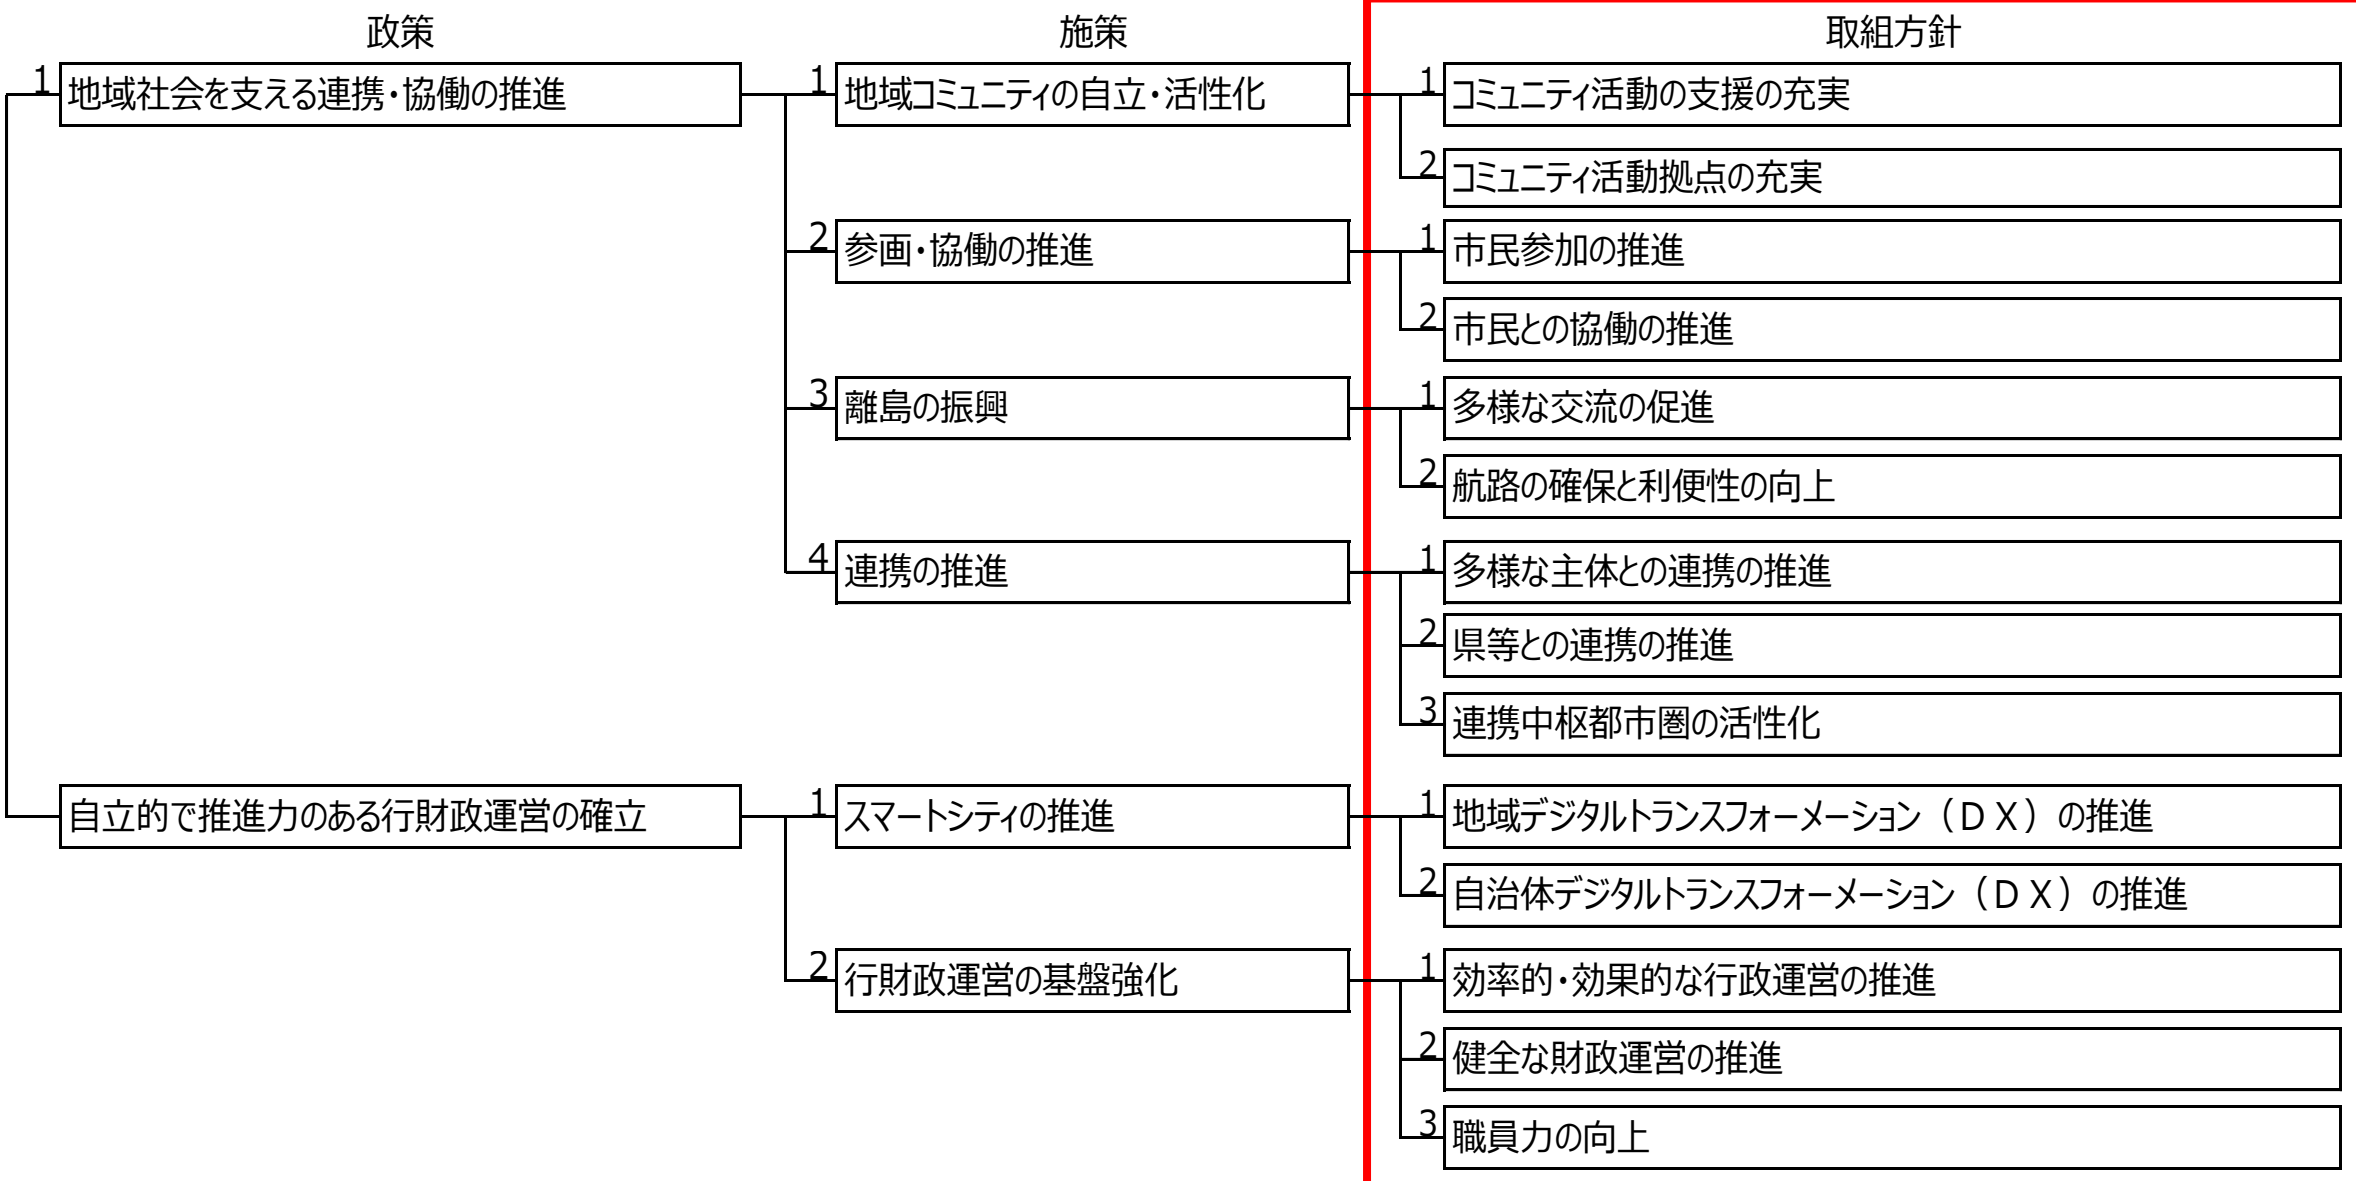 政策 施策 取組方針
1 地域社会を支える連携・協働の推進 1 地域コミュニティの自立・活性化 1 コミュニティ活動の支援の充実
2 コミュニティ活動拠点の充実
2 参画・協働の推進 1 市民参加の推進
2 市民との協働の推進
3 離島の振興 1 多様な交流の促進
2 航路の確保と利便性の向上
4 連携の推進 1 多様な主体との連携の推進
2 県等との連携の推進
3 連携中枢都市圏の活性化
自立的で推進力のある行財政運営の確立 1 スマートシティの推進 1 地域デジタルトランスフォーメーション（ＤＸ）の推進
2 自治体デジタルトランスフォーメーション（ＤＸ）の推進
2 行財政運営の基盤強化 1 効率的・効果的な行政運営の推進
2 健全な財政運営の推進
3 職員力の向上